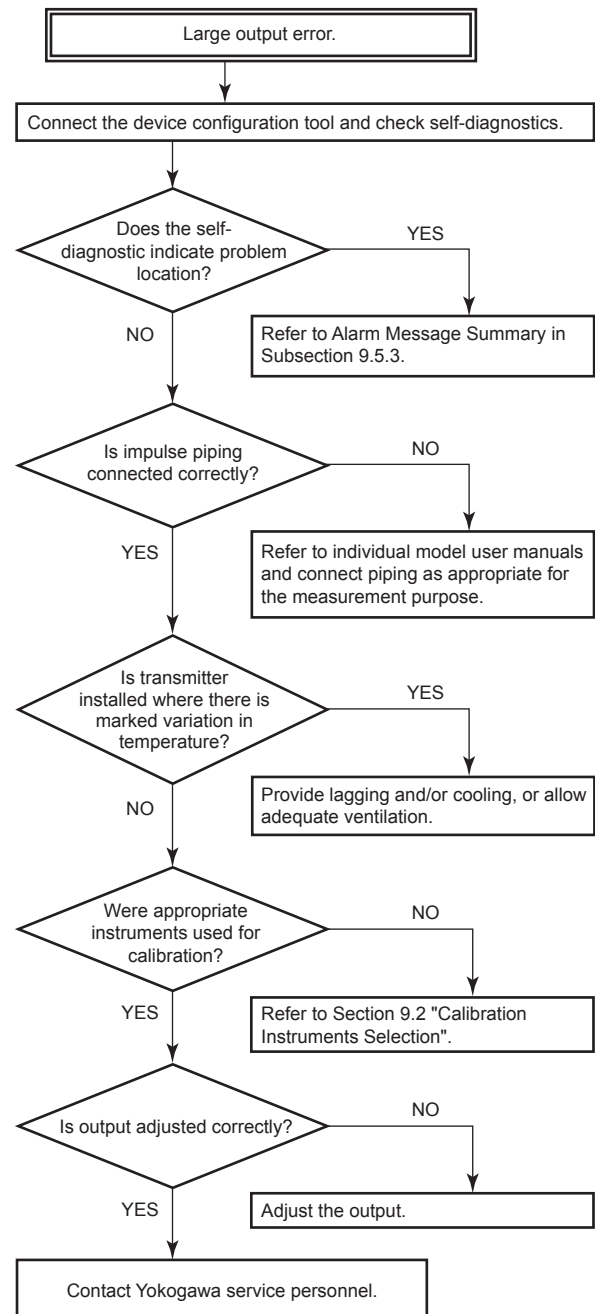 Large output error.
Connect the device configuration tool and check self-diagnostics.
Does the self-
diagnostic indicate problem
location?
YES
NO
Refer to Alarm Message Summary in
Subsection 9.5.3.
Is impulse piping
connected correctly?
NO
YES
Refer to individual model user manuals
and connect piping as appropriate for
the measurement purpose.
Is transmitter
installed where there is
marked variation in
temperature?
YES
NO
Provide lagging and/or cooling, or allow
adequate ventilation.
Were appropriate
instruments used for
calibration?
NO
YES
Refer to Section 9.2 "Calibration
Instruments Selection".
Is output adjusted correctly?
NO
YES
Adjust the output.
Contact Yokogawa service personnel.